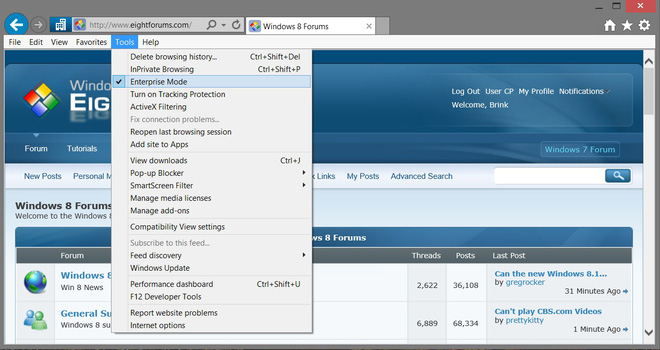 http://www.eightforums.com/
Windows 8 Forums
File Edit View Favorites Tools Help
Delete browsing history... Ctrl+Shift+Del
InPrivate Browsing Ctrl+Shift+P
Enterprise Mode
Turn on Tracking Protection
ActiveX Filtering
Fix connection problems...
Reopen last browsing session
Add site to Apps
View downloads Ctrl+J
Pop-up Blocker
SmartScreen Filter
Manage media licenses
Manage add-ons
Compatibility View settings
Subscribe to this feed...
Feed discovery
Windows Update
Performance dashboard Ctrl+Shift+U
F12 Developer Tools
Report website problems
Internet options
Windo
EIGH
Log Out User CP My Profile Notifications
Welcome, Brink
Forum Tutorials
Windows 7 Forum
New Posts Personal M
k Links My Posts Advanced Search
Windows 8 Forums
Welcome to the Windows 8
ws 8 Forums
Forum Threads Posts Last Post
Windows 8
Win 8 News
2,622 36,108
Can the new Windows 8.1...
by gregrocker
31 Minutes Ago
General Su
Windows 8 su
6,889 68,334
Can't play CBS.com Videos
by prettykitty
1 Minute Ago